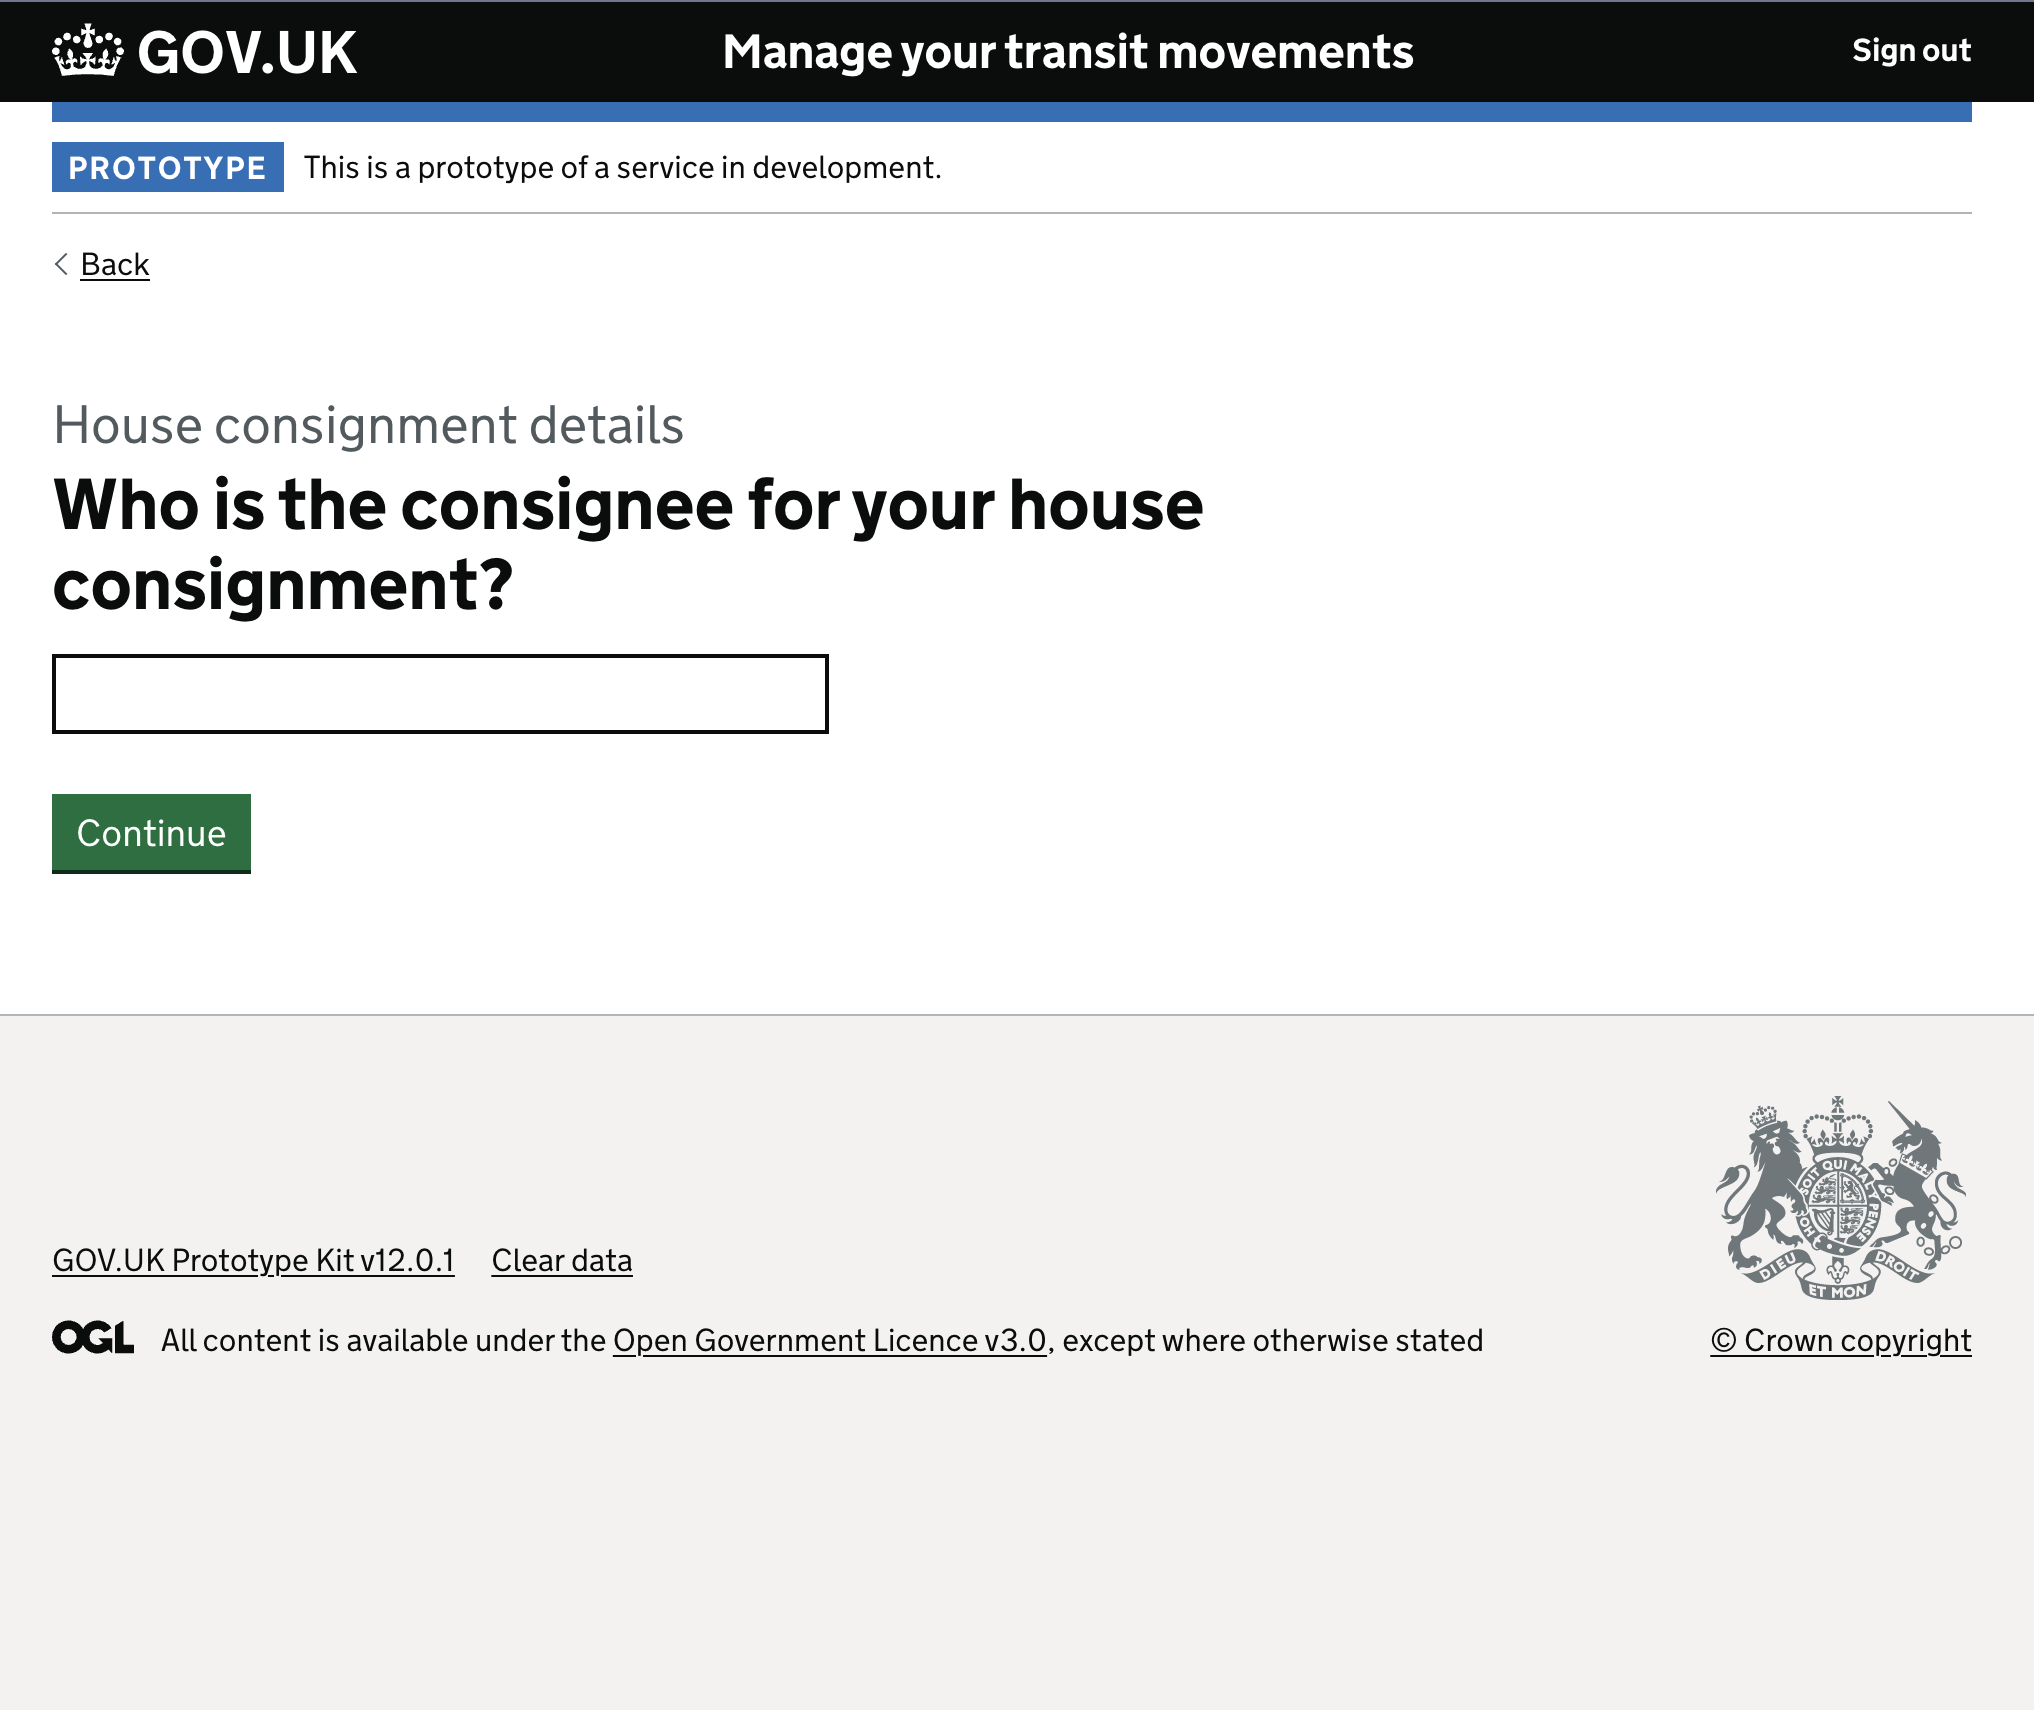 GOV.UK
Manage your transit movements
Sign out
PROTOTYPE This is a prototype of a service in development.
Back
House consignment details
Who is the consignee for your house
consignment?
Continue
GOV.UK Prototype Kit v12.0.1 Clear data
SOIT QUI MAL Y PENSE
DIEU ET MON DROIT
OGL All content is available under the Open Government Licence v3.0, except where otherwise stated
© Crown copyright